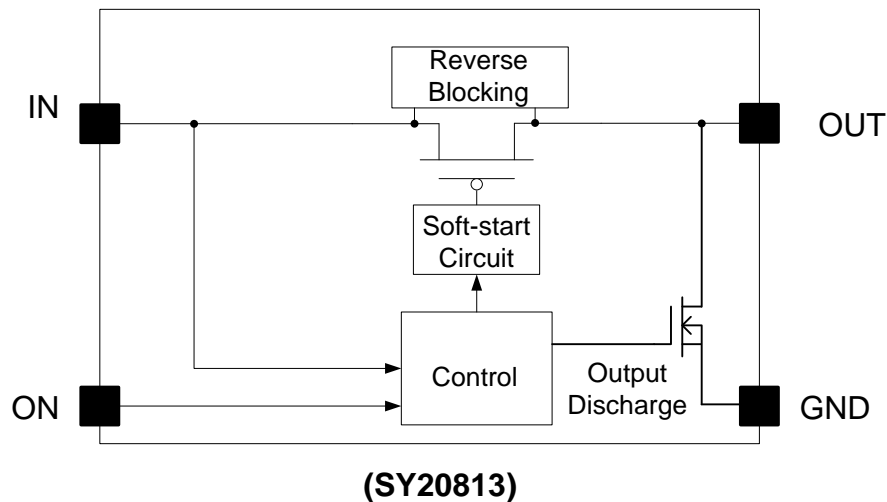 Reverse
Blocking
IN
OUT
Soft-start
Circuit
Control
Output
Discharge
ON
GND
(SY20813)